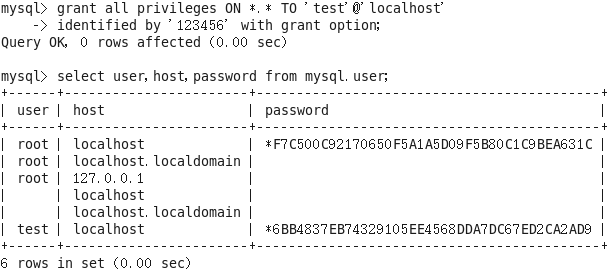 mysql> grant all privileges ON *.* TO 'test'@'localhost'
    -> identified by '123456' with grant option;
Query OK, 0 rows affected (0.00 sec)

mysql> select user,host,password from mysql.user;
+------+-----------------------+-------------------------------------------+
| user | host                  | password                                  |
+------+-----------------------+-------------------------------------------+
| root | localhost             | *F7C500C92170650F5A1A5D09F5B80C1C9BEA631C |
| root | localhost.localdomain |                                           |
| root | 127.0.0.1             |                                           |
|      | localhost             |                                           |
|      | localhost.localdomain |                                           |
| test | localhost             | *6BB4837EB74329105EE4568DDA7DC67ED2CA2AD9 |
+------+-----------------------+-------------------------------------------+
6 rows in set (0.00 sec)